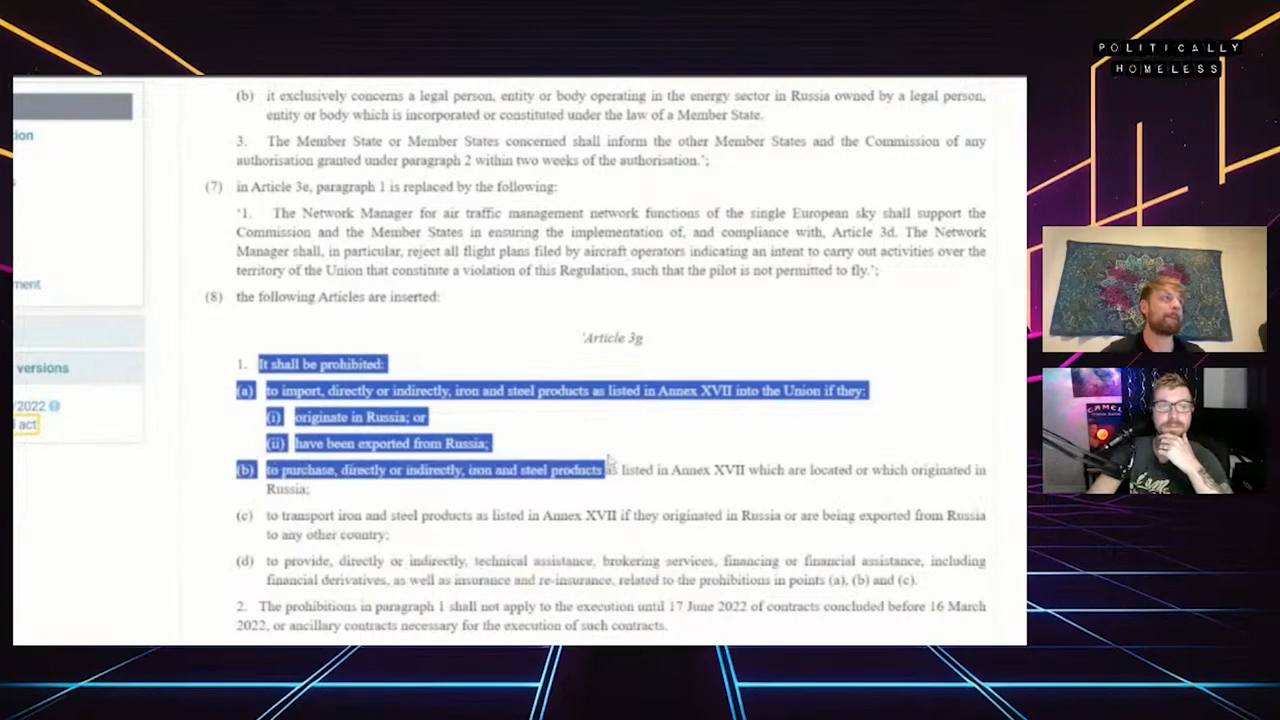 POLITICALLY
HOMELESS
(b) it exclusively concerns a legal person, entity or body operating in the energy sector in Russia owned by a legal person,
entity or body which is incorporated or constituted under the law of a Member State.
3. The Member State or Member States concerned shall inform the other Member States and the Commission of any
authorisation granted under paragraph 2 within two weeks of the authorisation.';
(7) in Article 3e, paragraph 1 is replaced by the following:
'1. The Network Manager for air traffic management network functions of the single European sky shall support the
Commission and the Member States in ensuring the implementation of, and compliance with, Article 3d. The Network
Manager shall, in particular, reject all flight plans filed by aircraft operators indicating an intent to carry out activities over the
territory of the Union that constitute a violation of this Regulation, such that the pilot is not permitted to fly.';
(8) the following Articles are inserted:
'Article 3g
1. It shall be prohibited:
(a) to import, directly or indirectly, iron and steel products as listed in Annex XVII into the Union if they:
(i) originate in Russia; or
(ii) have been exported from Russia;
(b) to purchase, directly or indirectly, iron and steel products as listed in Annex XVII which are located or which originated in
Russia;
(c) to transport iron and steel products as listed in Annex XVII if they originated in Russia or are being exported from Russia
to any other country;
(d) to provide, directly or indirectly, technical assistance, brokering services, financing or financial assistance, including
financial derivatives, as well as insurance and re-insurance, related to the prohibitions in points (a), (b) and (c).
2. The prohibitions in paragraph 1 shall not apply to the execution until 17 June 2022 of contracts concluded before 16 March
2022, or ancillary contracts necessary for the execution of such contracts.
ion
ment
versions
/2022
act
CAMEL